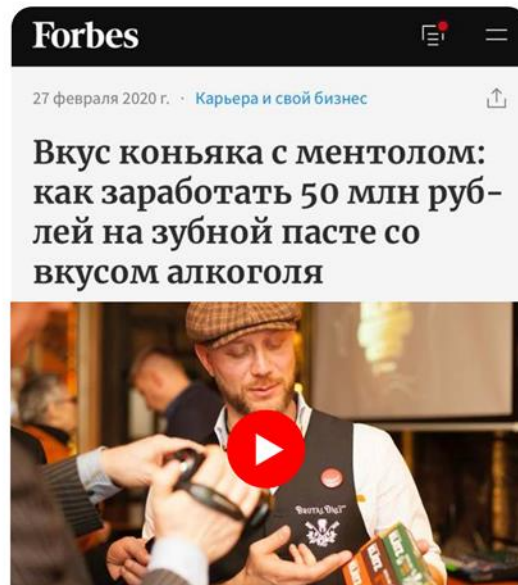 Forbes
27 февраля 2020 г. · Карьера и свой бизнес
Вкус коньяка с ментолом:
как заработать 50 млн руб-
лей на зубной пасте со
вкусом алкоголя